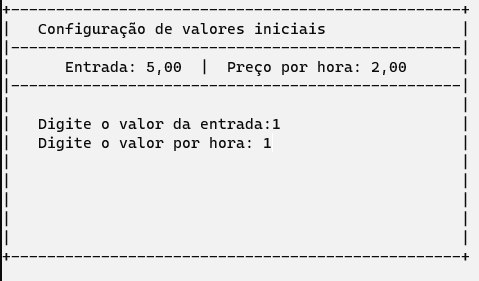 Configuração de valores iniciais
Entrada: 5,00 | Preço por hora: 2,00
Digite o valor da entrada:1
Digite o valor por hora: 1